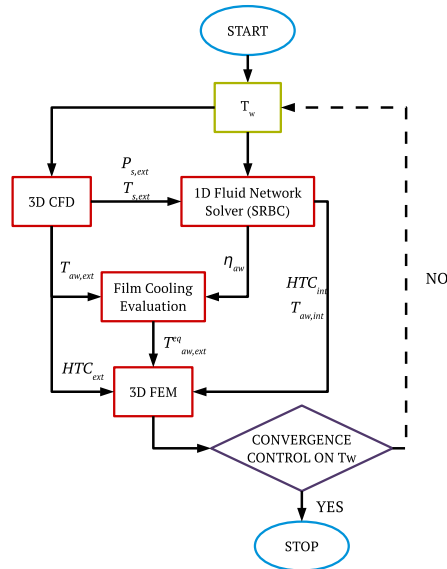 START
T_w
P_s,ext
T_s,ext
3D CFD
1D Fluid Network
Solver (SRBC)
T_aw,ext
η_aw
Film Cooling
Evaluation
HTC_int
T_aw,int
NO
T^eq_aw,ext
HTC_ext
3D FEM
CONVERGENCE
CONTROL ON Tw
YES
STOP